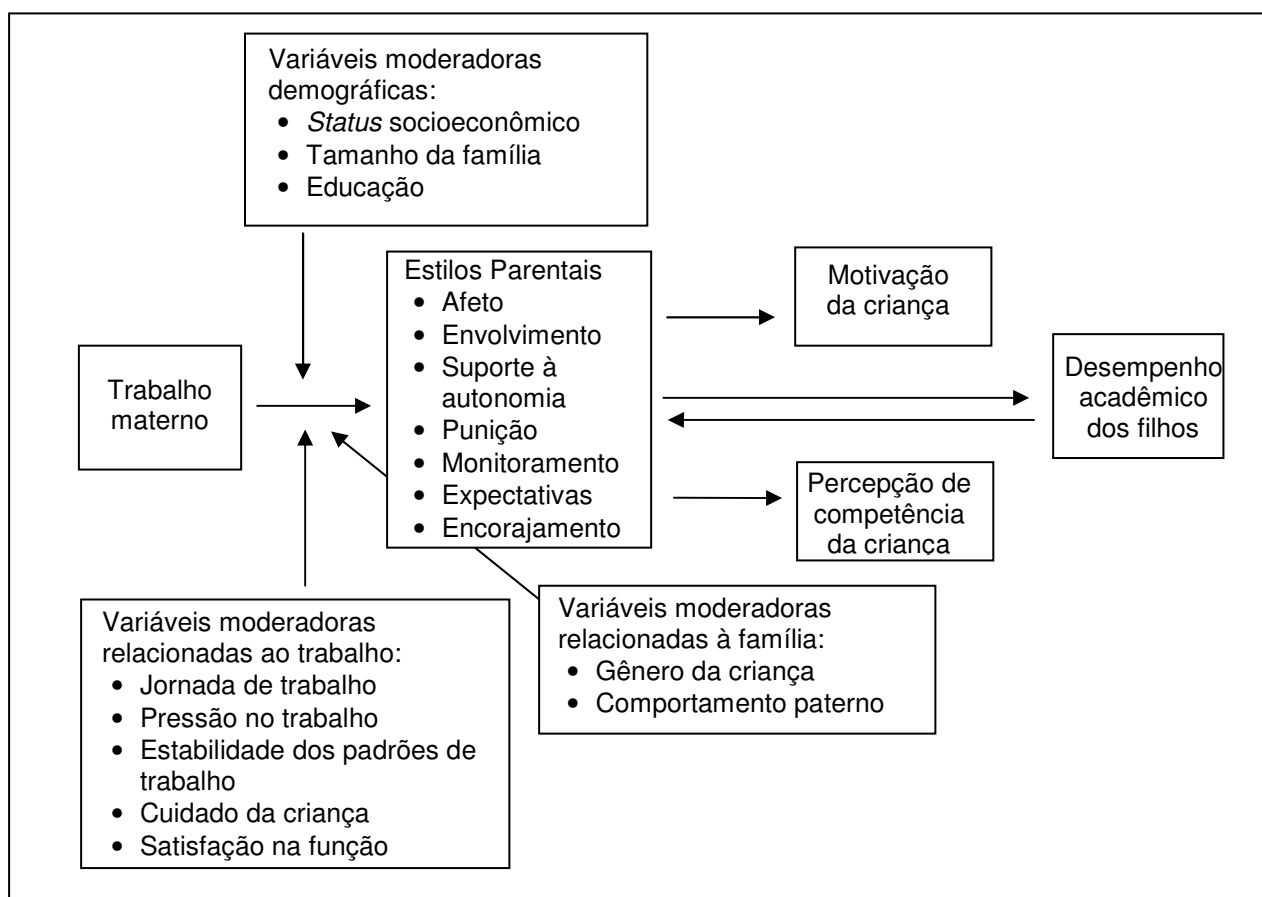 Variáveis moderadoras
demográficas:
• Status socioeconômico
• Tamanho da família
• Educação
Estilos Parentais
• Afeto
• Envolvimento
• Suporte à
autonomia
• Punição
• Monitoramento
• Expectativas
• Encorajamento
Motivação
da criança
Trabalho
materno
Desempenho
acadêmico
dos filhos
Percepção de
competência
da criança
Variáveis moderadoras
relacionadas ao trabalho:
• Jornada de trabalho
• Pressão no trabalho
• Estabilidade dos padrões de
trabalho
• Cuidado da criança
• Satisfação na função
Variáveis moderadoras
relacionadas à família:
• Gênero da criança
• Comportamento paterno